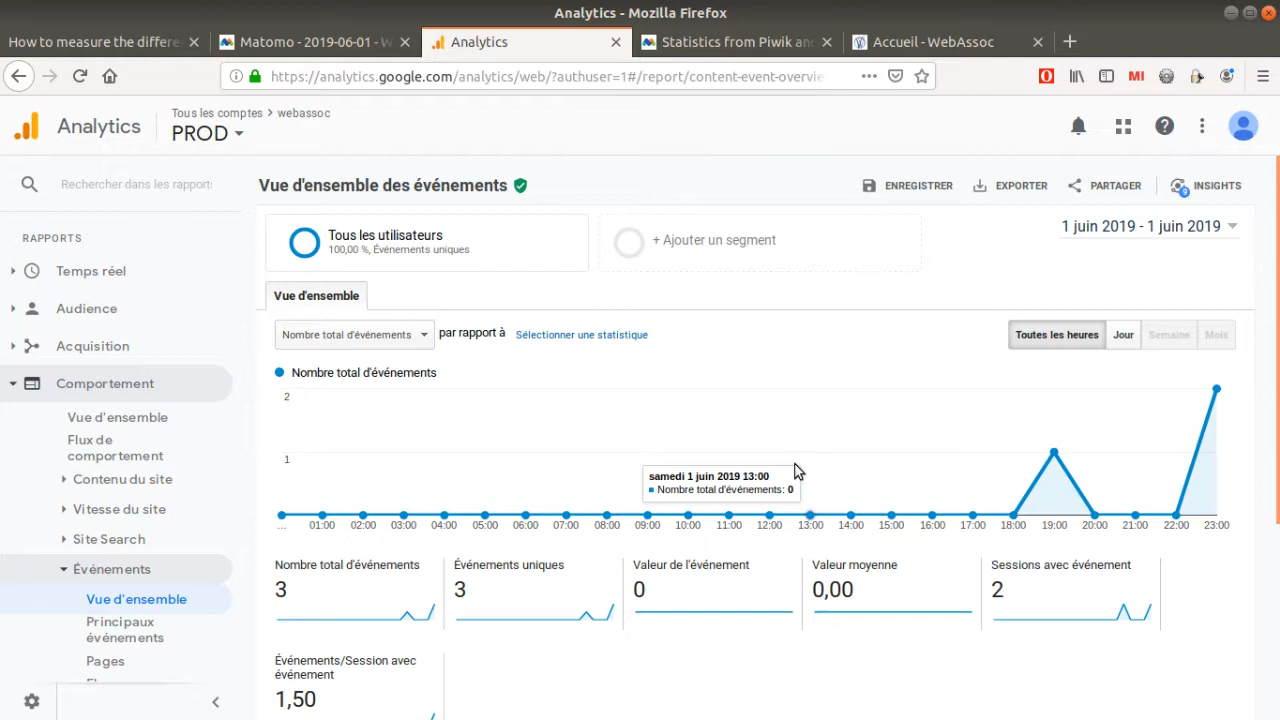 Analytics - Mozilla Firefox
How to measure the differe
Matomo - 2019-06-01 - W
Analytics
Statistics from Piwik and
Accueil - WebAssoc
https://analytics.google.com/analytics/web/?authuser=1#/report/content-event-overvie
MI
Analytics
Tous les comptes > webassoc
PROD
Rechercher dans les rapports
Vue d'ensemble des événements
ENREGISTRER
EXPORTER
PARTAGER
9
INSIGHTS
RAPPORTS
Temps réel
Audience
Acquisition
Comportement
Vue d'ensemble
Flux de
comportement
Contenu du site
Vitesse du site
Site Search
Événements
Vue d'ensemble
Principaux
événements
Pages
Tous les utilisateurs
100,00 %, Événements uniques
+ Ajouter un segment
1 juin 2019 - 1 juin 2019
Vue d'ensemble
Nombre total d'événements par rapport à Sélectionner une statistique
Toutes les heures Jour Semaine Mois
Nombre total d'événements
2
1
samedi 1 juin 2019 13:00
Nombre total d'événements: 0
... 01:00 02:00 03:00 04:00 05:00 06:00 07:00 08:00 09:00 10:00 11:00 12:00 13:00 14:00 15:00 16:00 17:00 18:00 19:00 20:00 21:00 22:00 23:00
Nombre total d'événements
3
Événements uniques
3
Valeur de l'événement
0
Valeur moyenne
0,00
Sessions avec événement
2
Événements/Session avec
événement
1,50